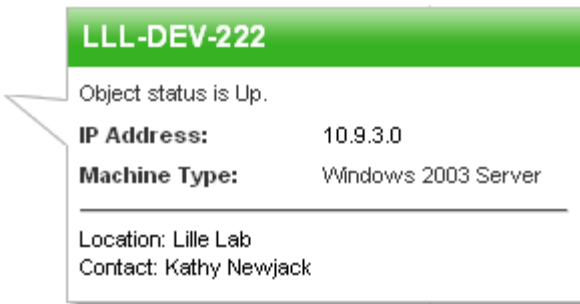 LLL-DEV-222
Object status is Up.
IP Address: 10.9.3.0
Machine Type: Windows 2003 Server
Location: Lille Lab
Contact: Kathy Newjack